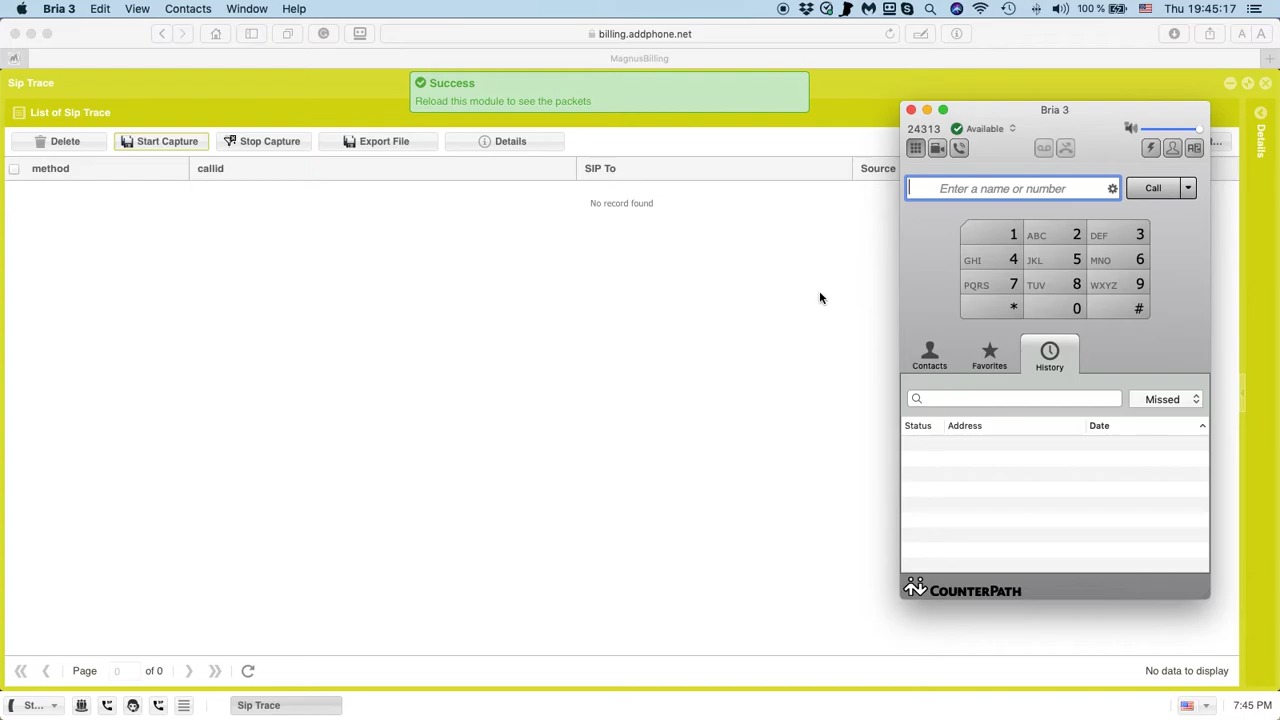 Bria 3 Edit View Contacts Window Help 100 % Thu 19:45:17
billing.addphone.net A A
MagnusBilling
Sip Trace
Success
Reload this module to see the packets
List of Sip Trace
Details
Delete Start Capture Stop Capture Export File Details
method callid SIP To Source
No record found
Bria 3
24313 Available
Enter a name or number Call
1 ABC 2 DEF 3
GHI 4 JKL 5 MNO 6
PQRS 7 TUV 8 WXYZ 9
* 0 #
Contacts Favorites History
Missed
Status Address Date
COUNTERPATH
Page 0 of 0 No data to display
St... Sip Trace 7:45 PM